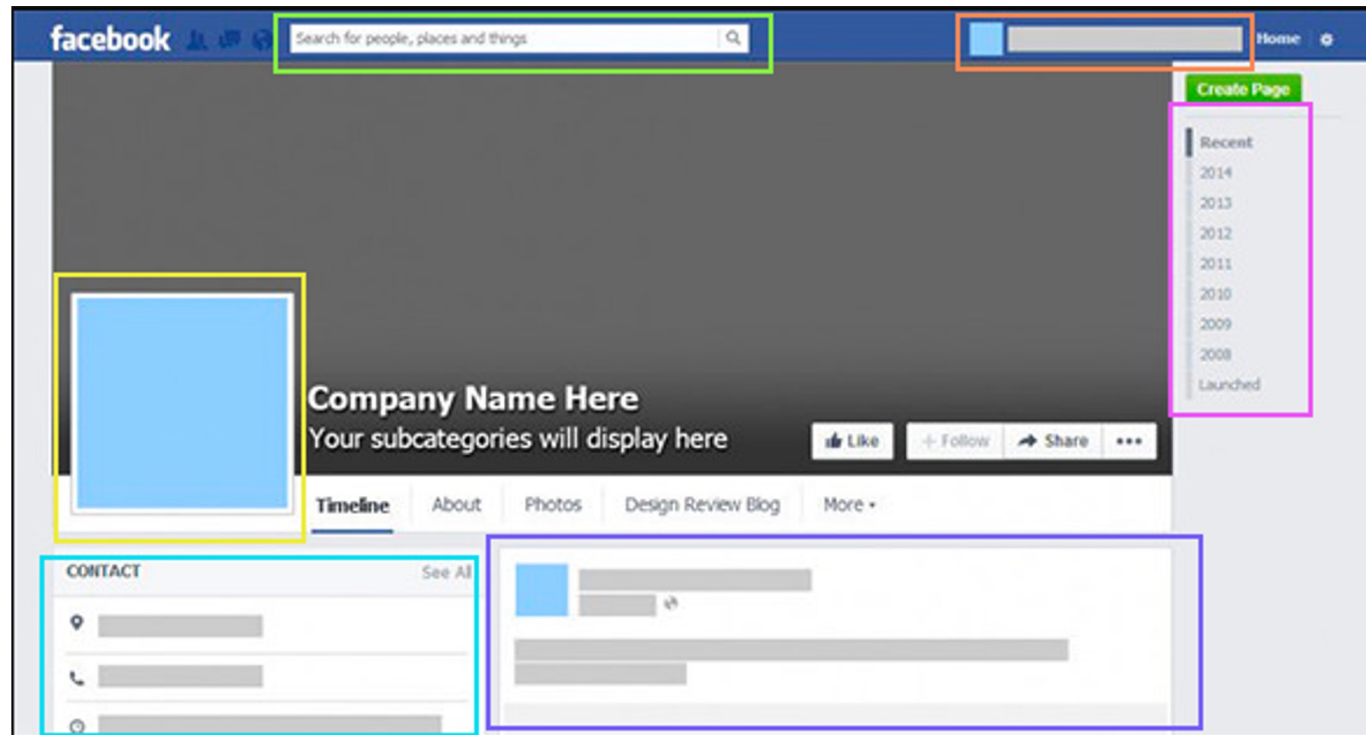 facebook Search for people, places and things Home
Create Page
Recent
2014
2013
2012
2011
2010
2009
2008
Launched
Company Name Here
Your subcategories will display here
Like + Follow Share
Timeline About Photos Design Review Blog More
CONTACT See All